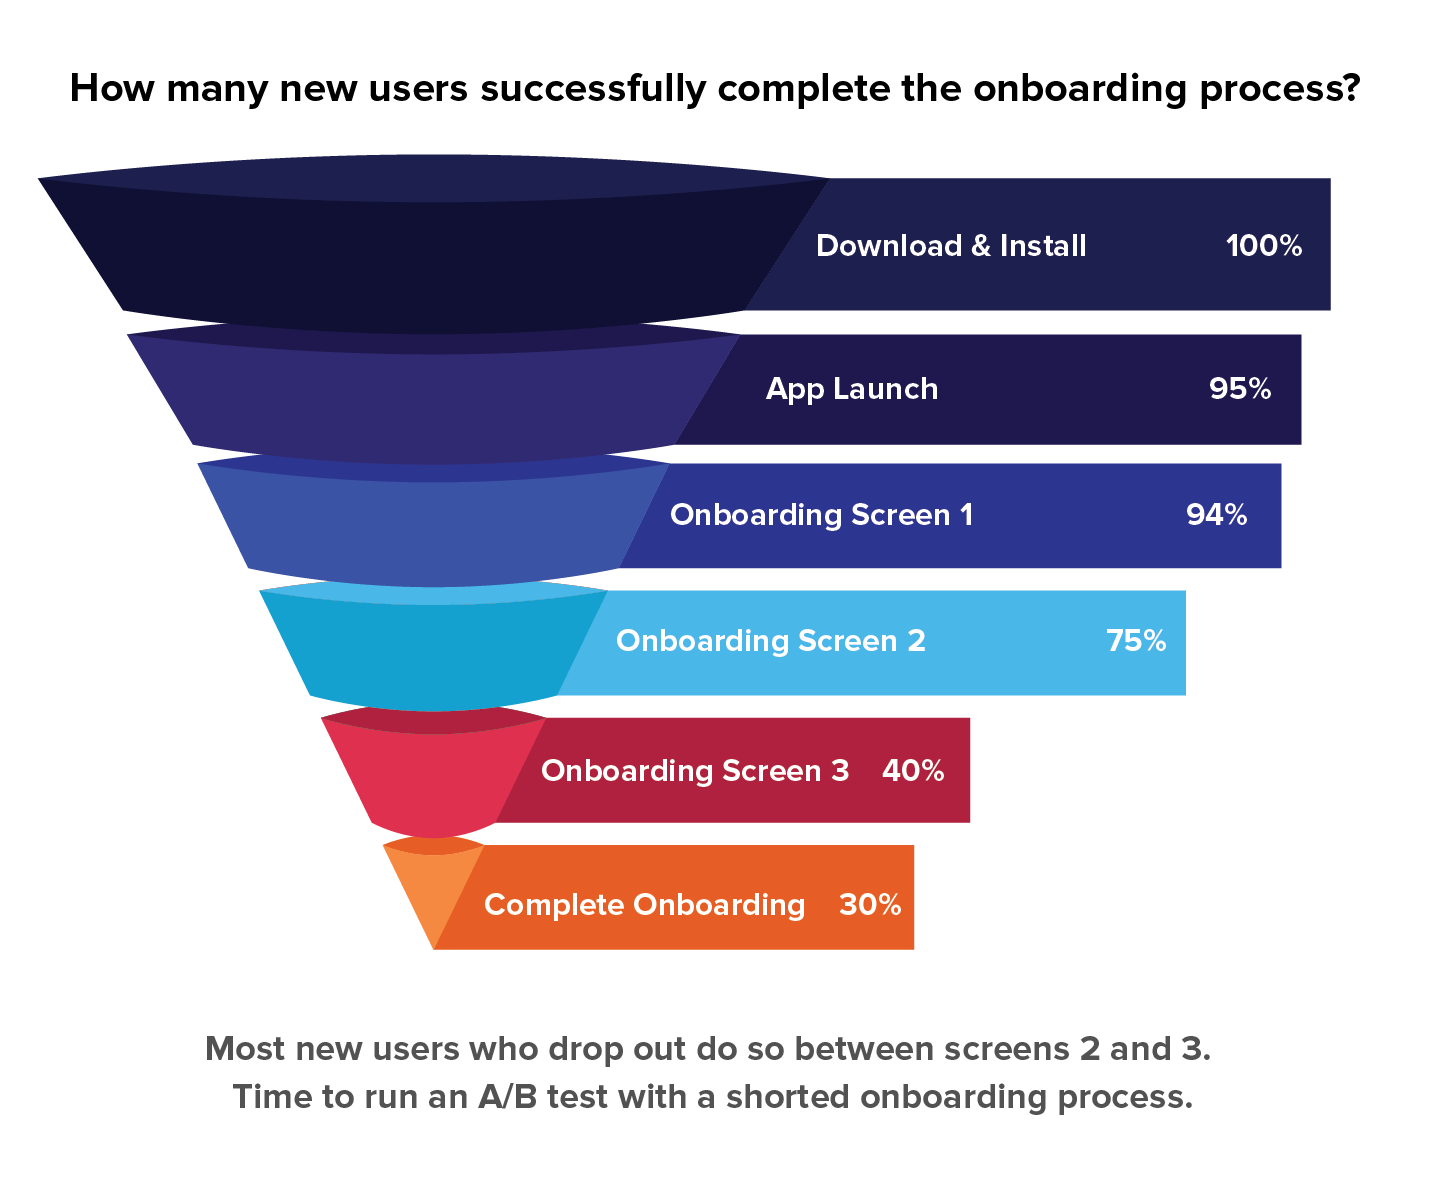 How many new users successfully complete the onboarding process?
Download & Install 100%
App Launch 95%
Onboarding Screen 1 94%
Onboarding Screen 2 75%
Onboarding Screen 3 40%
Complete Onboarding 30%
Most new users who drop out do so between screens 2 and 3.
Time to run an A/B test with a shorted onboarding process.